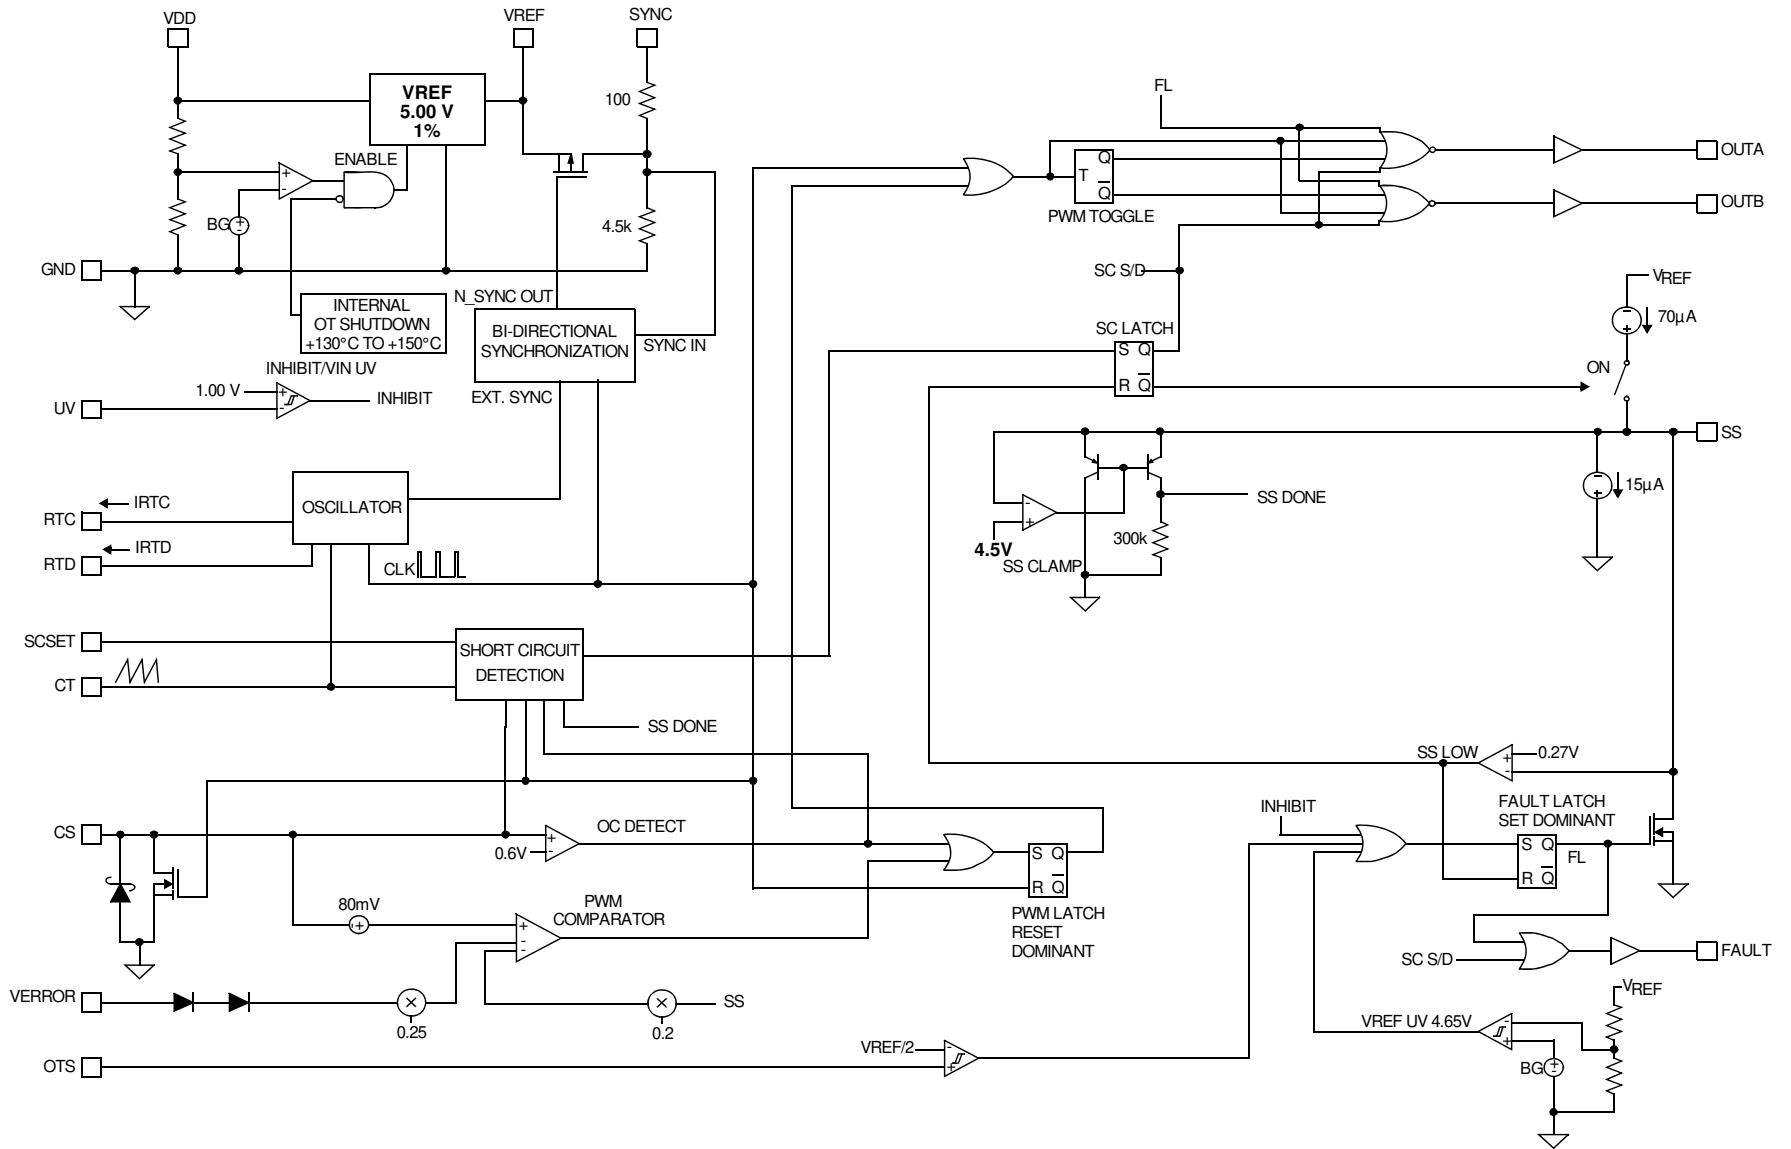 VDD
VREF
SYNC
VREF
5.00 V
1%
100
FL
ENABLE
+
-
Q
T
Q
PWM TOGGLE
OUTA
OUTB
BG
+
-
4.5k
GND
SC S/D
VREF
70µA
N_SYNC OUT
INTERNAL
OT SHUTDOWN
+130°C TO +150°C
BI-DIRECTIONAL
SYNCHRONIZATION
SYNC IN
SC LATCH
S Q
R Q
ON
INHIBIT/VIN UV
1.00 V
+
-
INHIBIT
EXT. SYNC
UV
SS
15µA
SS DONE
-
+
4.5V
SS CLAMP
300k
IRTC
RTC
OSCILLATOR
IRTD
RTD
CLK
SCSET
SHORT CIRCUIT
DETECTION
CT
SS DONE
SS LOW
+
-
0.27V
INHIBIT
FAULT LATCH
SET DOMINANT
S Q
FL
R Q
CS
+
-
0.6V
OC DETECT
S Q
R Q
PWM LATCH
RESET
DOMINANT
80mV
+
PWM
COMPARATOR
+
-
-
SC S/D
FAULT
VERROR
×
0.25
×
0.2
SS
VREF
VREF UV 4.65V
-
+
BG
+
-
VREF/2
-
+
OTS